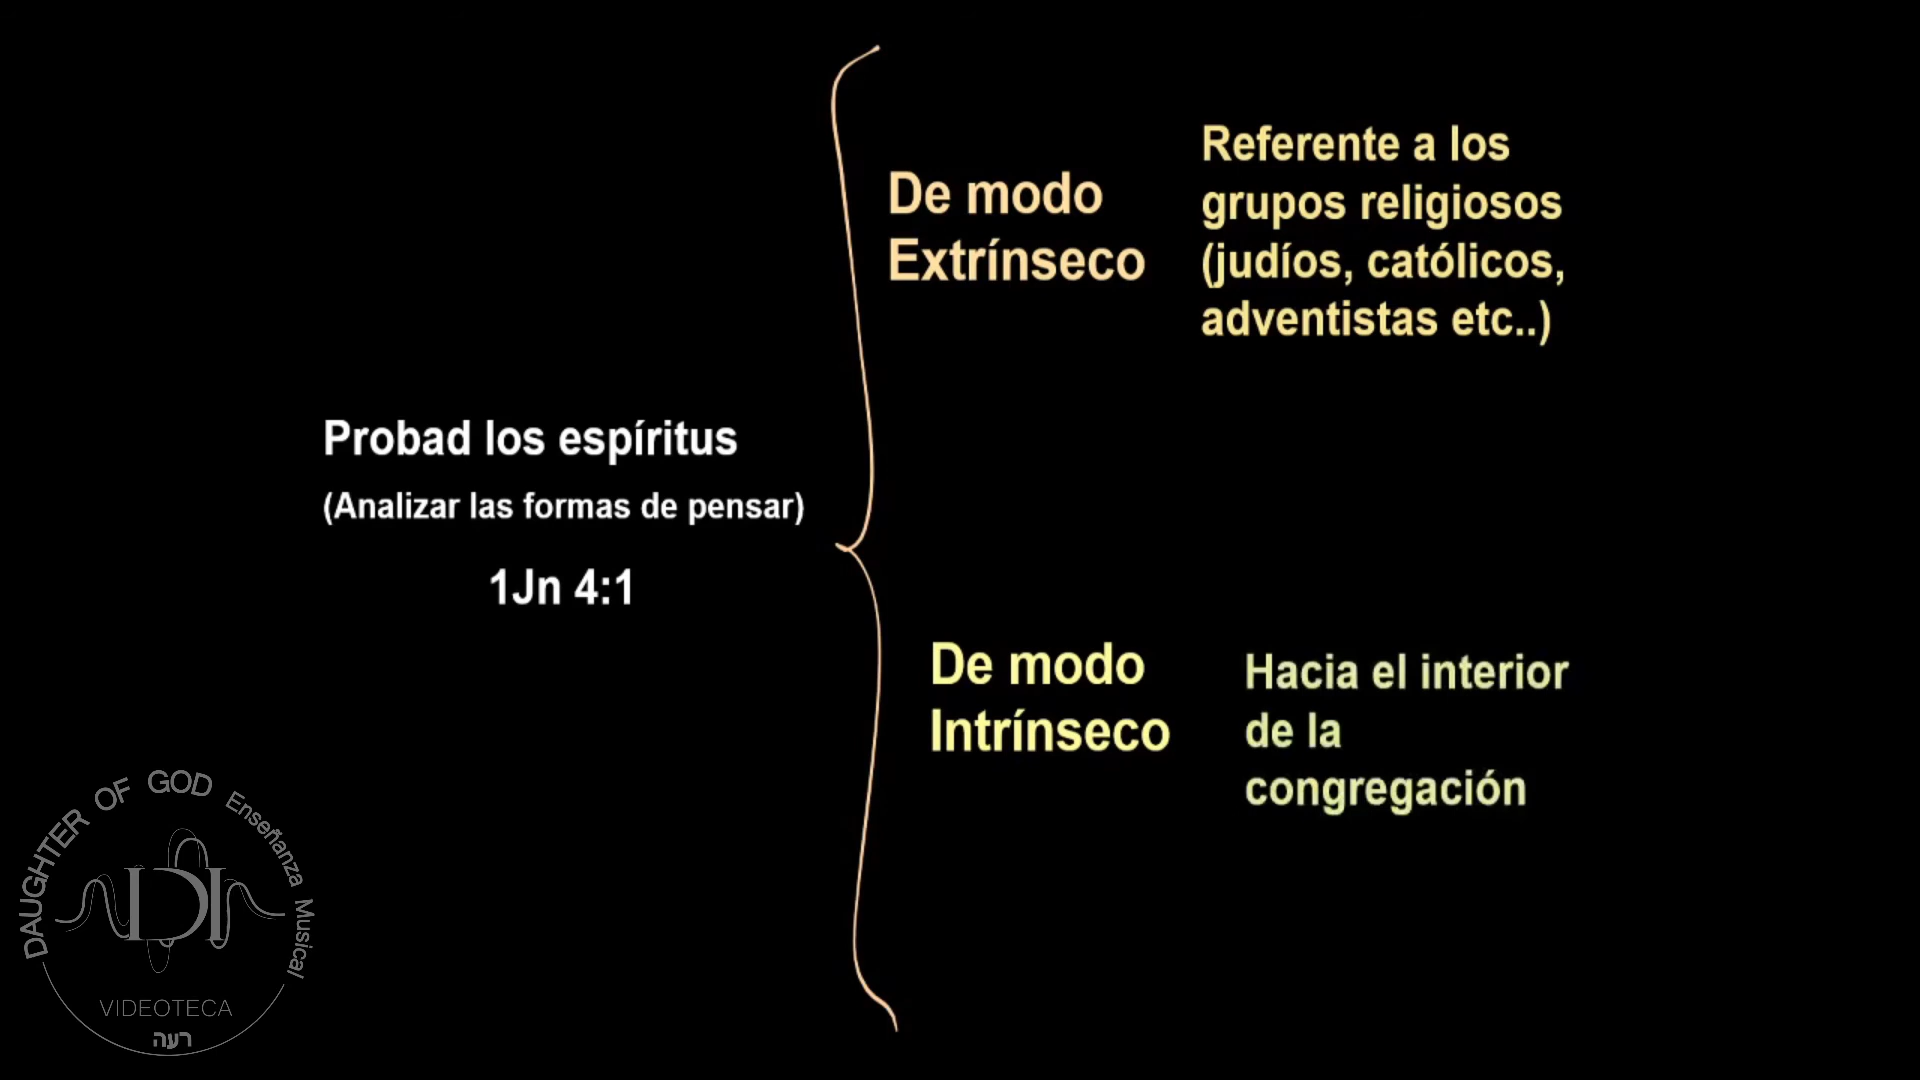 Probad los espíritus
(Analizar las formas de pensar)
1Jn 4:1
De modo
Extrínseco
Referente a los
grupos religiosos
(judíos, católicos,
adventistas etc..)
De modo
Intrínseco
Hacia el interior
de la
congregación
DAUGHTER OF GOD Enseñanza Musical
VIDEOTECA
רעה